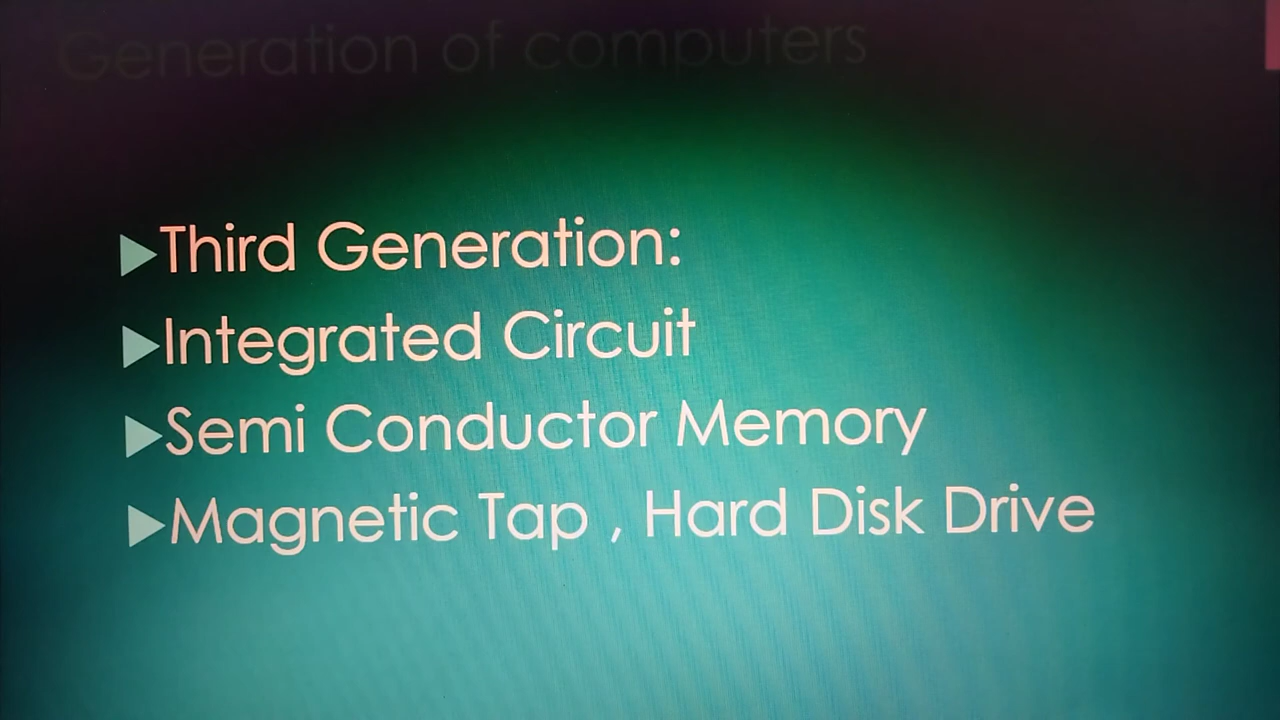 Generation of computers
▶Third Generation:
▶Integrated Circuit
▶Semi Conductor Memory
▶Magnetic Tap , Hard Disk Drive